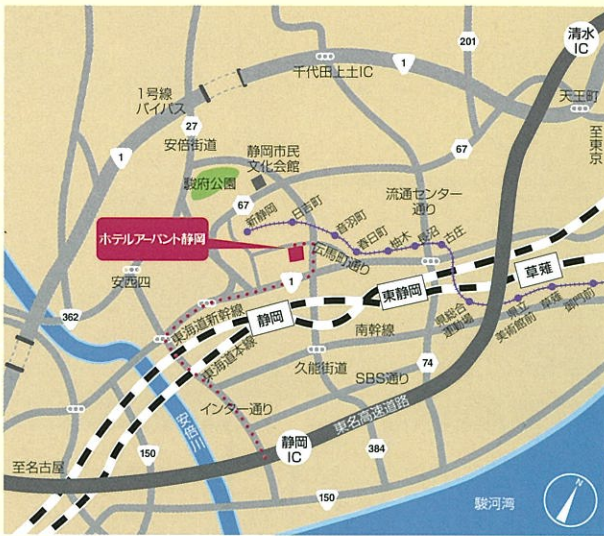 清水
IC
201
1
千代田上土IC
天王町
1号線
バイパス
27
安倍街道
至東京
67
静岡市民
文化会館
1
駿府公園
流通センター
通り
67
新静岡
日吉町
音羽町
春日町
柚木
長沼
古庄
ホテルアーバント静岡
伝馬町通り
安西四
1
草薙
東静岡
362
東海道新幹線
静岡
県総合
運動場
県立
美術館前
草薙
御門台
南幹線
東海道本線
久能街道
74
SBS通り
インター通り
東名高速道路
安倍川
150
静岡
IC
384
至名古屋
150
駿河湾
N